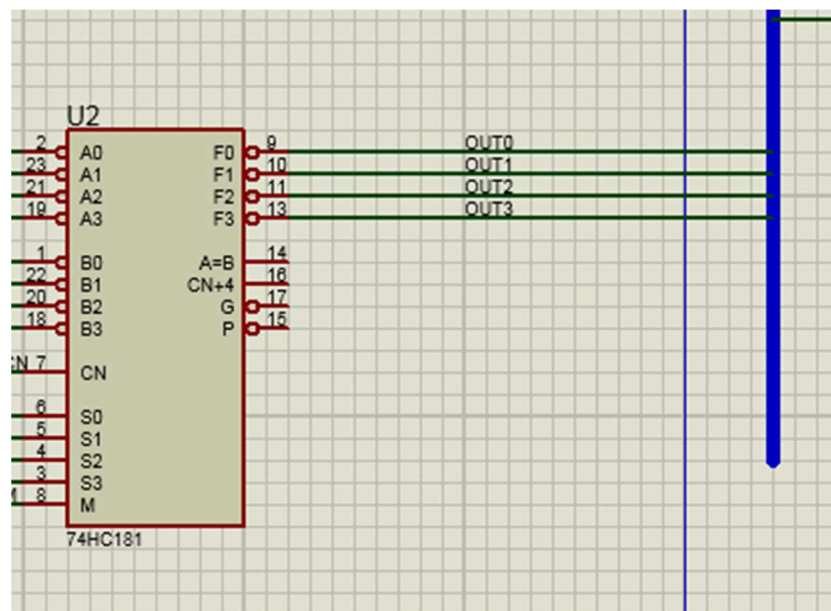 U2
2 A0 F0 9 OUT0
23 A1 F1 10 OUT1
21 A2 F2 11 OUT2
19 A3 F3 13 OUT3
1 B0 A=B 14
22 B1 CN+4 16
20 B2 G 17
18 B3 P 15
CN 7 CN
6 S0
5 S1
4 S2
3 S3
8 M
74HC181